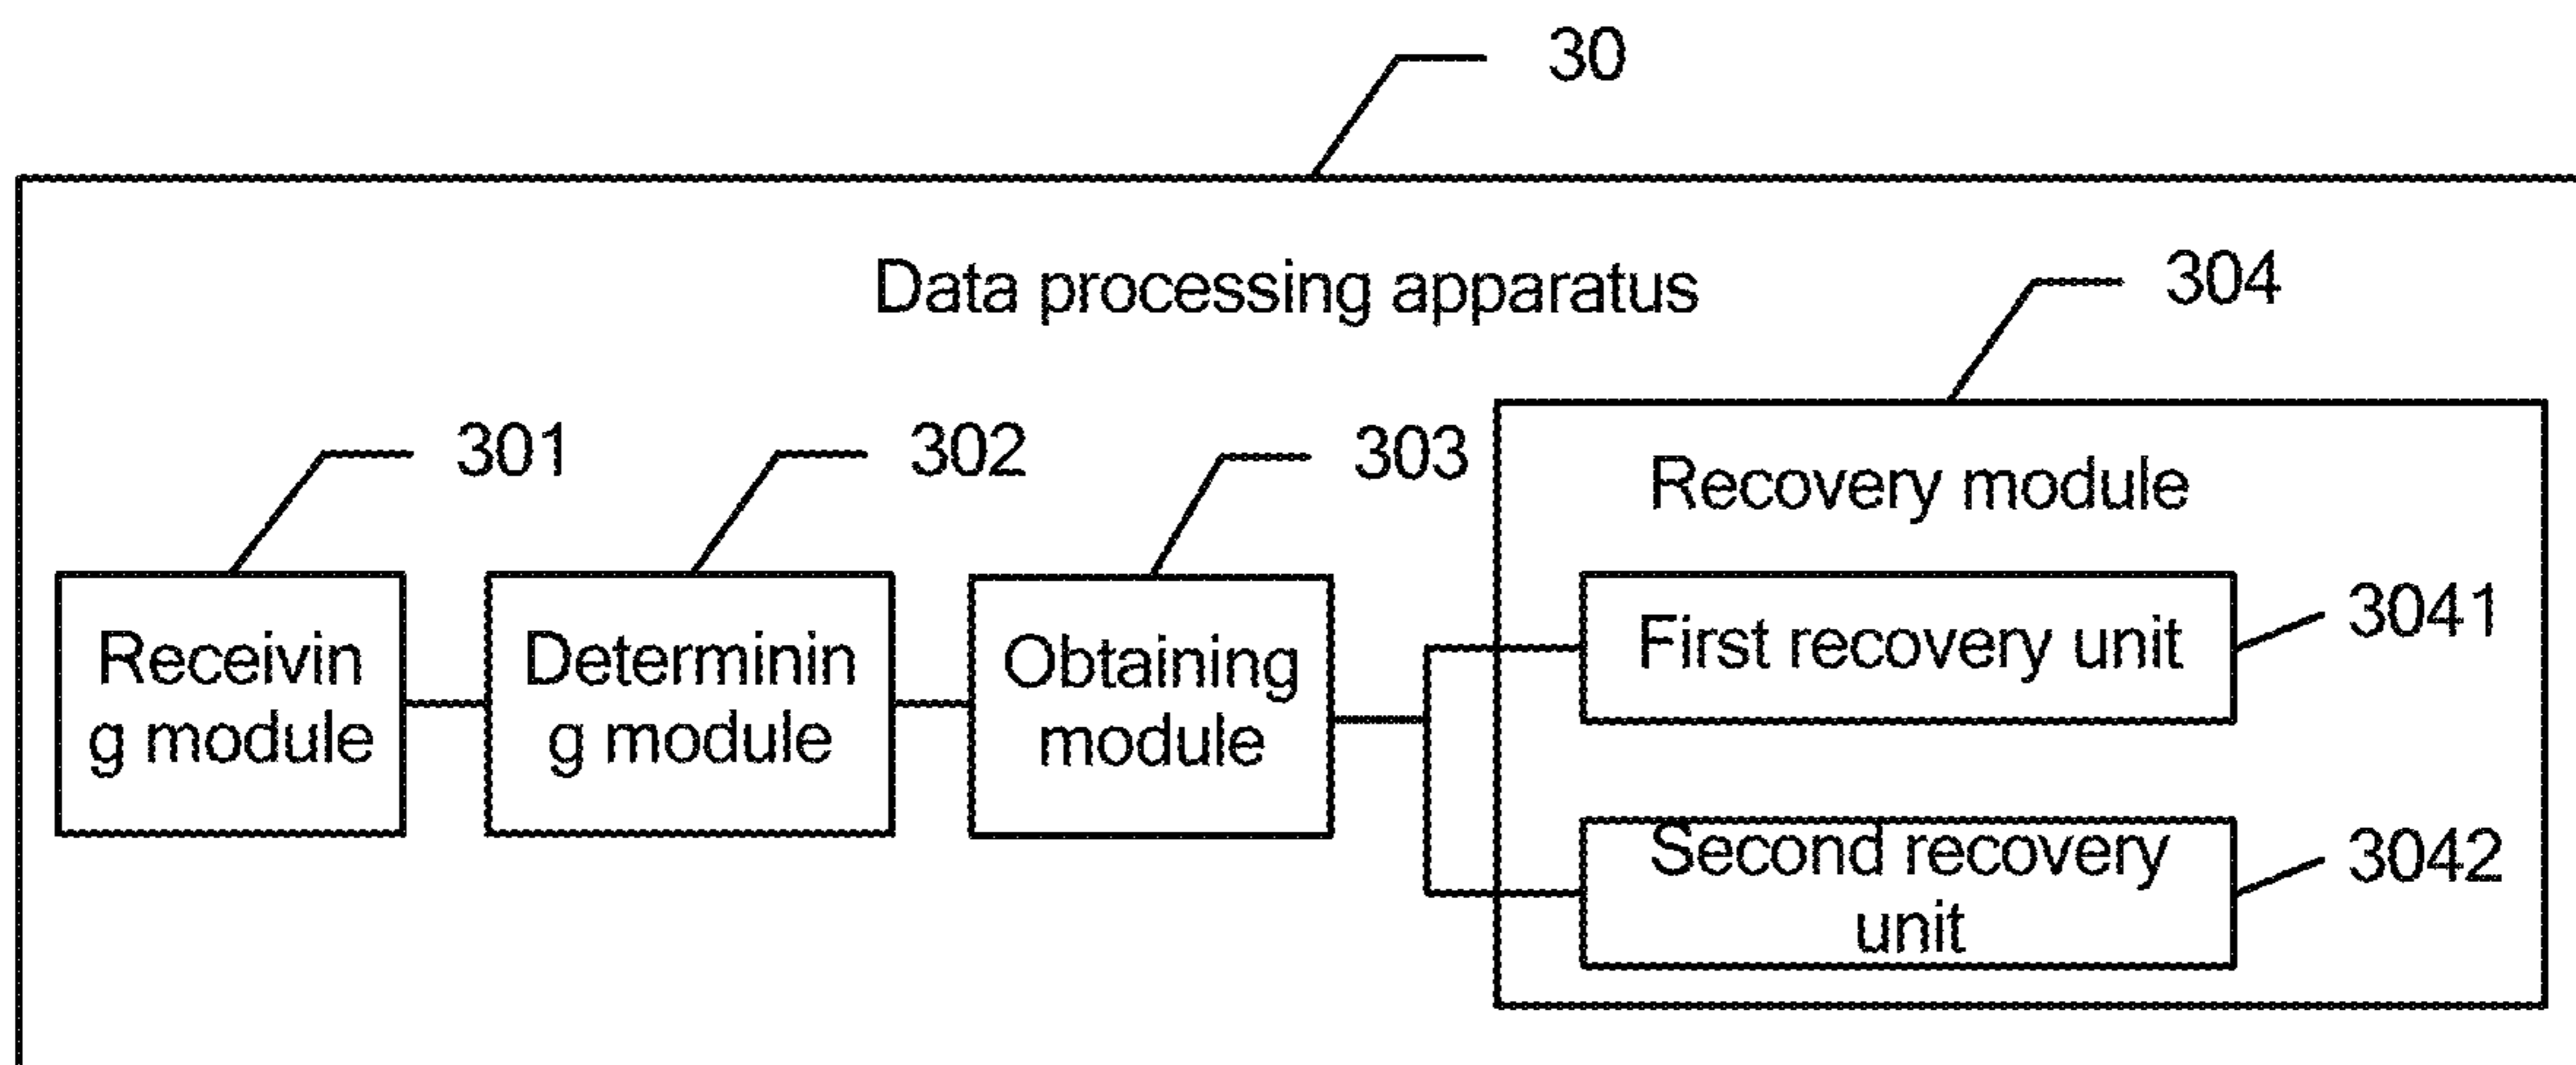 30
Data processing apparatus
304
301
302
303
Recovery module
Receivin
g module
Determinin
g module
Obtaining
module
First recovery unit
3041
Second recovery
unit
3042